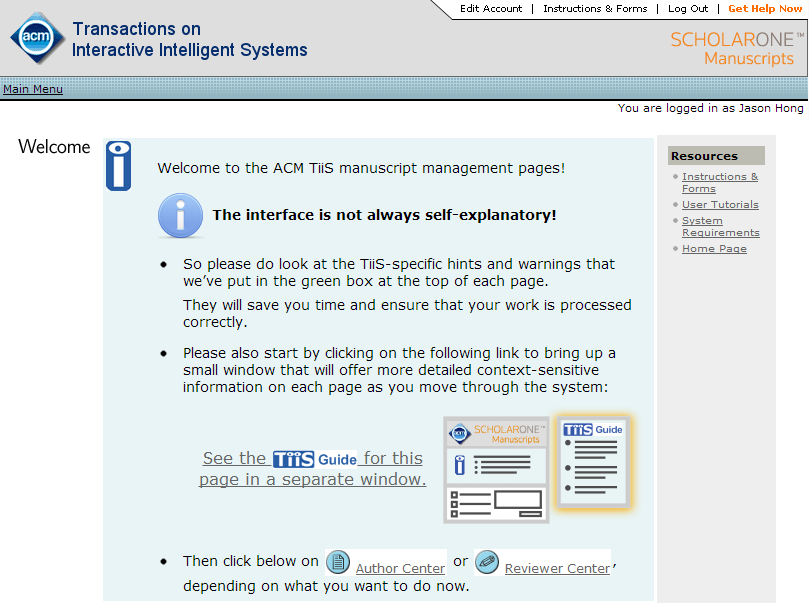 Edit Account | Instructions & Forms | Log Out | Get Help Now
acm
Transactions on
Interactive Intelligent Systems
SCHOLARONE™
Manuscripts
Main Menu
You are logged in as Jason Hong
Welcome
Welcome to the ACM TiiS manuscript management pages!
The interface is not always self-explanatory!
• So please do look at the TiiS-specific hints and warnings that
we've put in the green box at the top of each page.
They will save you time and ensure that your work is processed
correctly.
• Please also start by clicking on the following link to bring up a
small window that will offer more detailed context-sensitive
information on each page as you move through the system:
See the TiiS Guide for this
page in a separate window.
acm SCHOLARONE™
Manuscripts
TiiS Guide
• Then click below on Author Center or Reviewer Center,
depending on what you want to do now.
Resources
Instructions &
Forms
User Tutorials
System
Requirements
Home Page